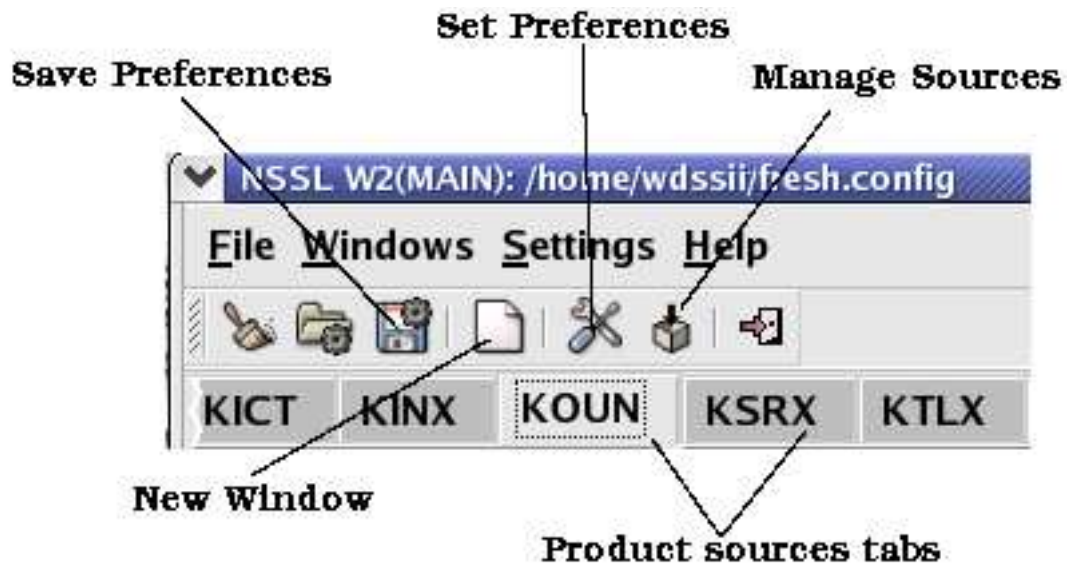 Set Preferences
Save Preferences
Manage Sources
NSSL W2(MAIN): /home/wdssii/fresh.config
File Windows Settings Help
KICT KINX KOUN KSRX KTLX
New Window
Product sources tabs